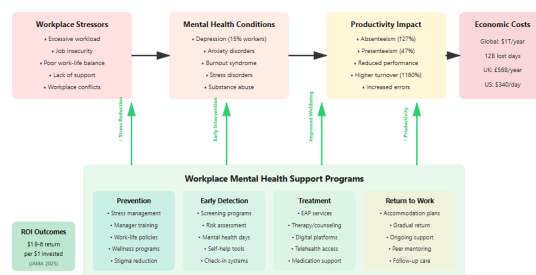 Workplace Stressors
• Excessive workload
• Job insecurity
• Poor work-life balance
• Lack of support
• Workplace conflicts
Mental Health Conditions
• Depression (15% workers)
• Anxiety disorders
• Burnout syndrome
• Stress disorders
• Substance abuse
Productivity Impact
• Absenteeism (127%)
• Presenteeism (47%)
• Reduced performance
• Higher turnover (1160%)
• Increased errors
Economic Costs
Global: $1T/year
12B lost days
UK: £56B/year
US: $340/day
Stress Reduction
Early Intervention
Improved Wellbeing
Productivity
Workplace Mental Health Support Programs
Prevention
• Stress management
• Manager training
• Work-life policies
• Wellness programs
• Stigma reduction
Early Detection
• Screening programs
• Risk assessment
• Mental health days
• Self-help tools
• Check-in systems
Treatment
• EAP services
• Therapy/counseling
• Digital platforms
• Telehealth access
• Medication support
Return to Work
• Accommodation plans
• Gradual return
• Ongoing support
• Peer mentoring
• Follow-up care
ROI Outcomes
$1.9-6 return
per $1 invested
(JAMA 2025)